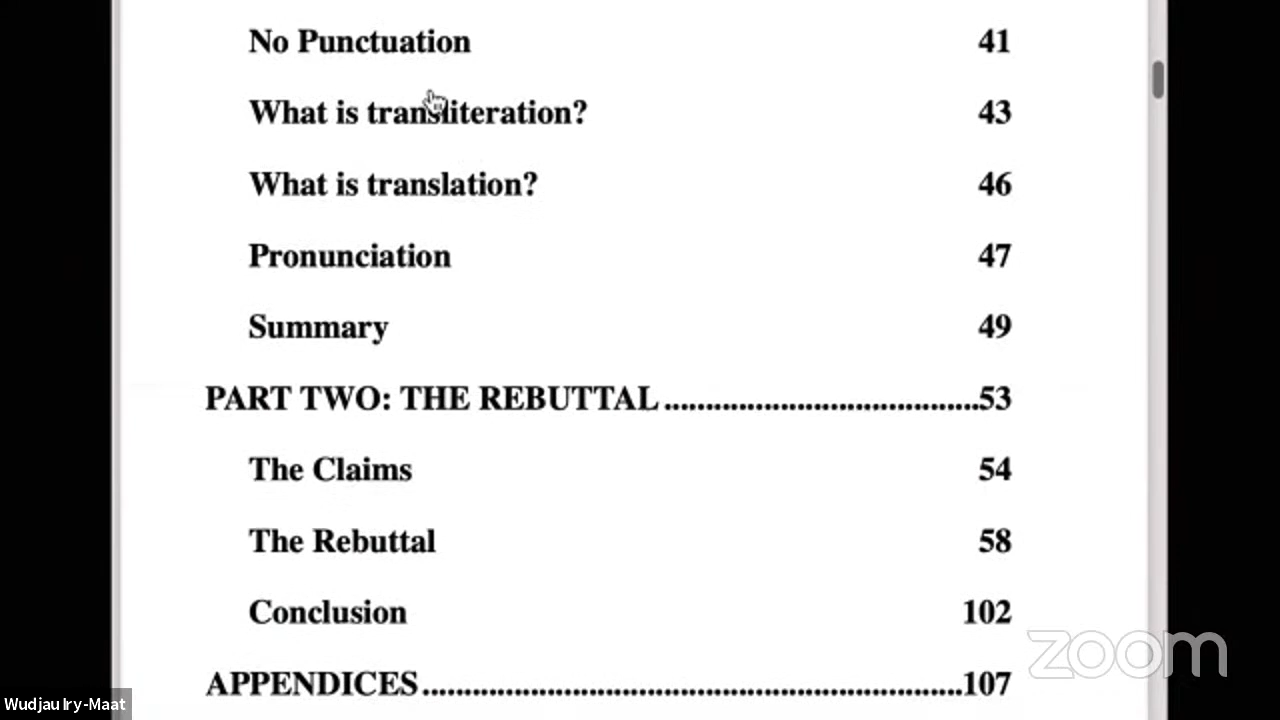 No Punctuation 41
What is transliteration? 43
What is translation? 46
Pronunciation 47
Summary 49
PART TWO: THE REBUTTAL.......................................53
The Claims 54
The Rebuttal 58
Conclusion 102
APPENDICES..................................................................107
zoom
Wudjau Iry-Maat